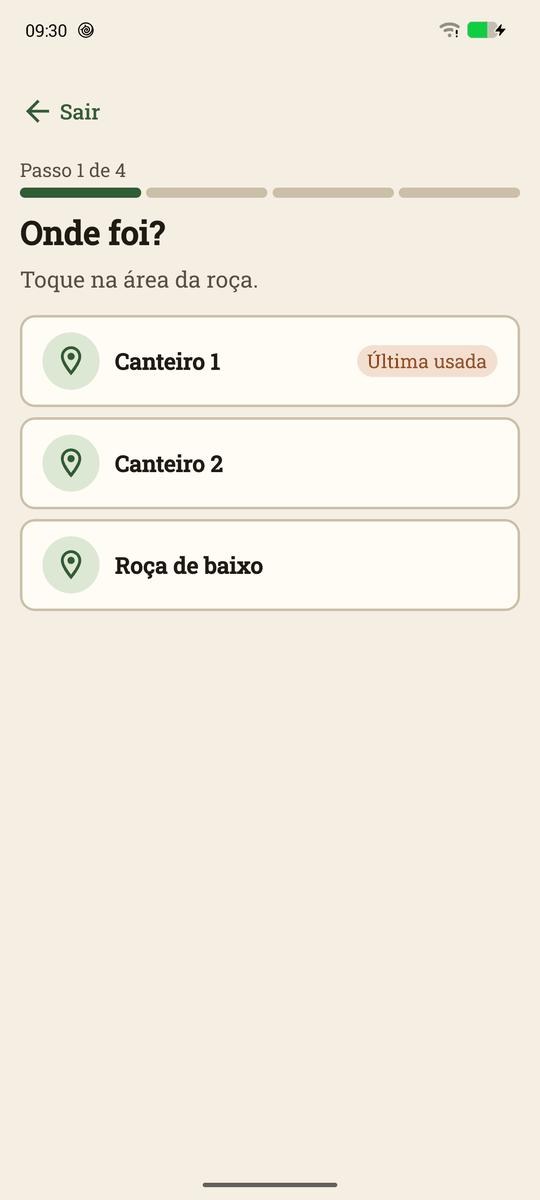 09:30
Sair
Passo 1 de 4
Onde foi?
Toque na área da roça.
Canteiro 1
Última usada
Canteiro 2
Roça de baixo